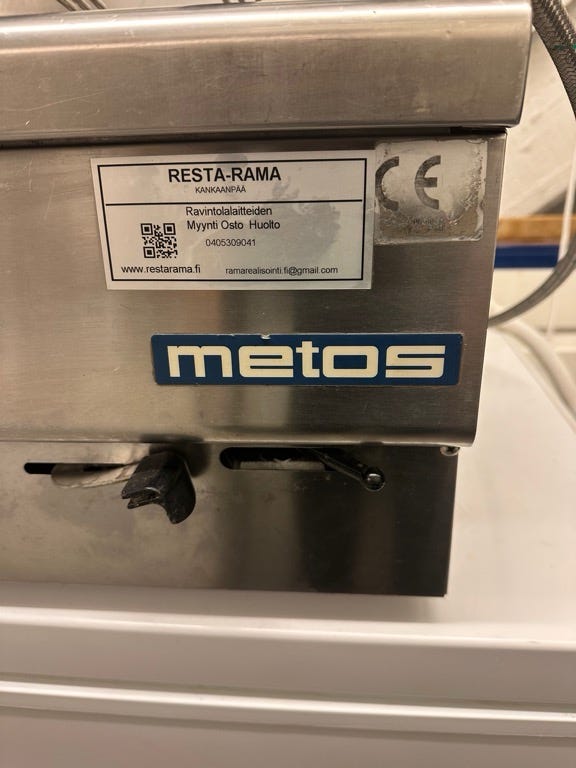 RESTA-RAMA
KANKAANPÄÄ
Ravintolalaitteiden
Myynti Osto Huolto
0405309041
www.restarama.fi ramarealisointi.fi@gmail.com
CE
metos